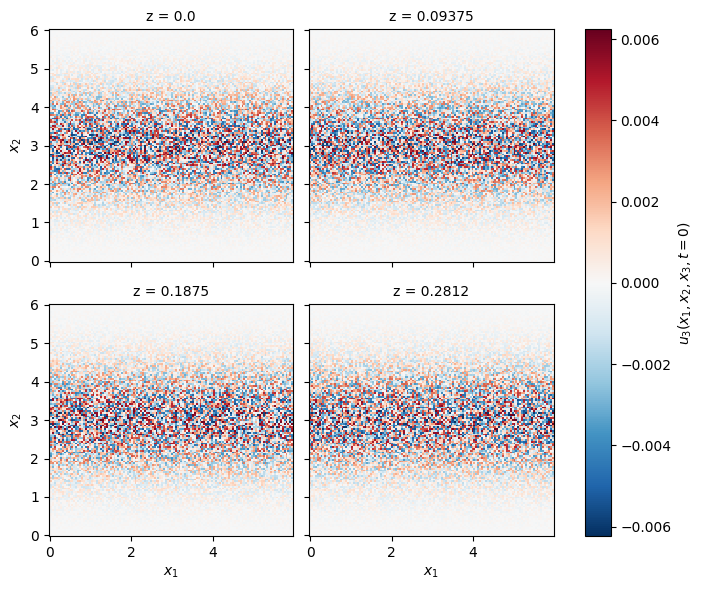 z = 0.0
z = 0.09375
6
5
4
3
2
1
0
x₂
z = 0.1875
z = 0.2812
6
5
4
3
2
1
0
x₂
0 2 4
0 2 4
x₁
x₁
0.006
0.004
0.002
0.000
−0.002
−0.004
−0.006
u₃(x₁, x₂, x₃, t = 0)